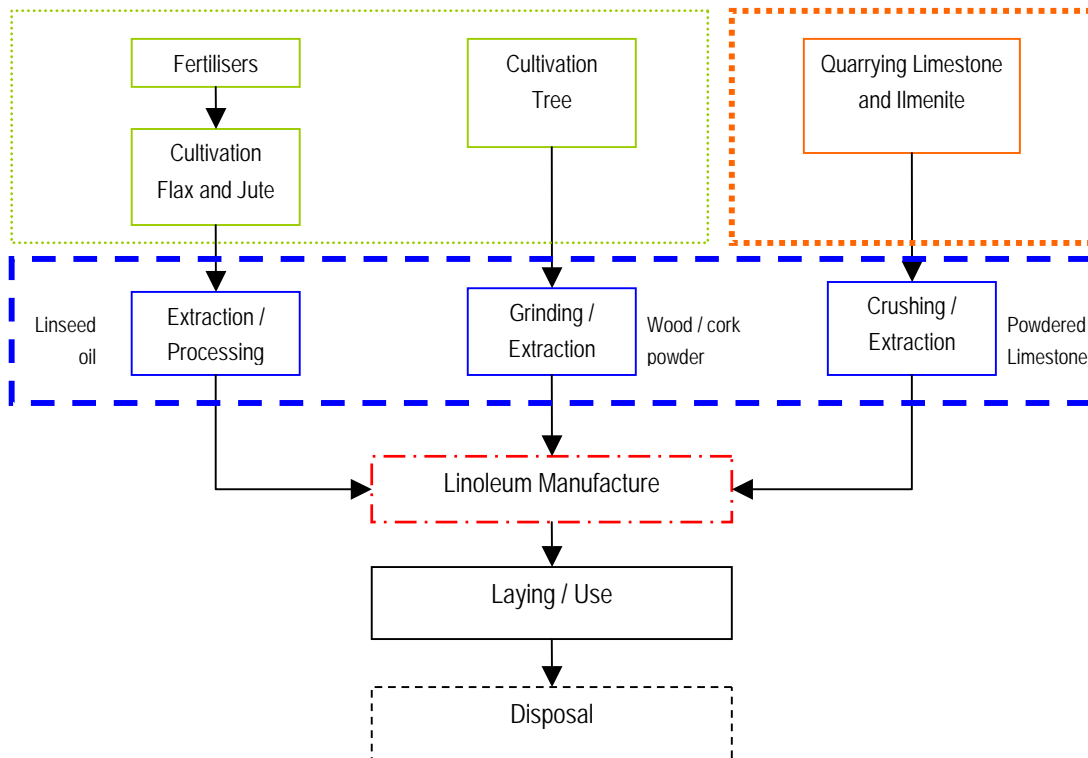 Fertilisers
Cultivation
Tree
Quarrying Limestone
and Ilmenite
Cultivation
Flax and Jute
Linseed
oil
Extraction /
Processing
Grinding /
Extraction
Wood / cork
powder
Crushing /
Extraction
Powdered
Limestone
Linoleum Manufacture
Laying / Use
Disposal